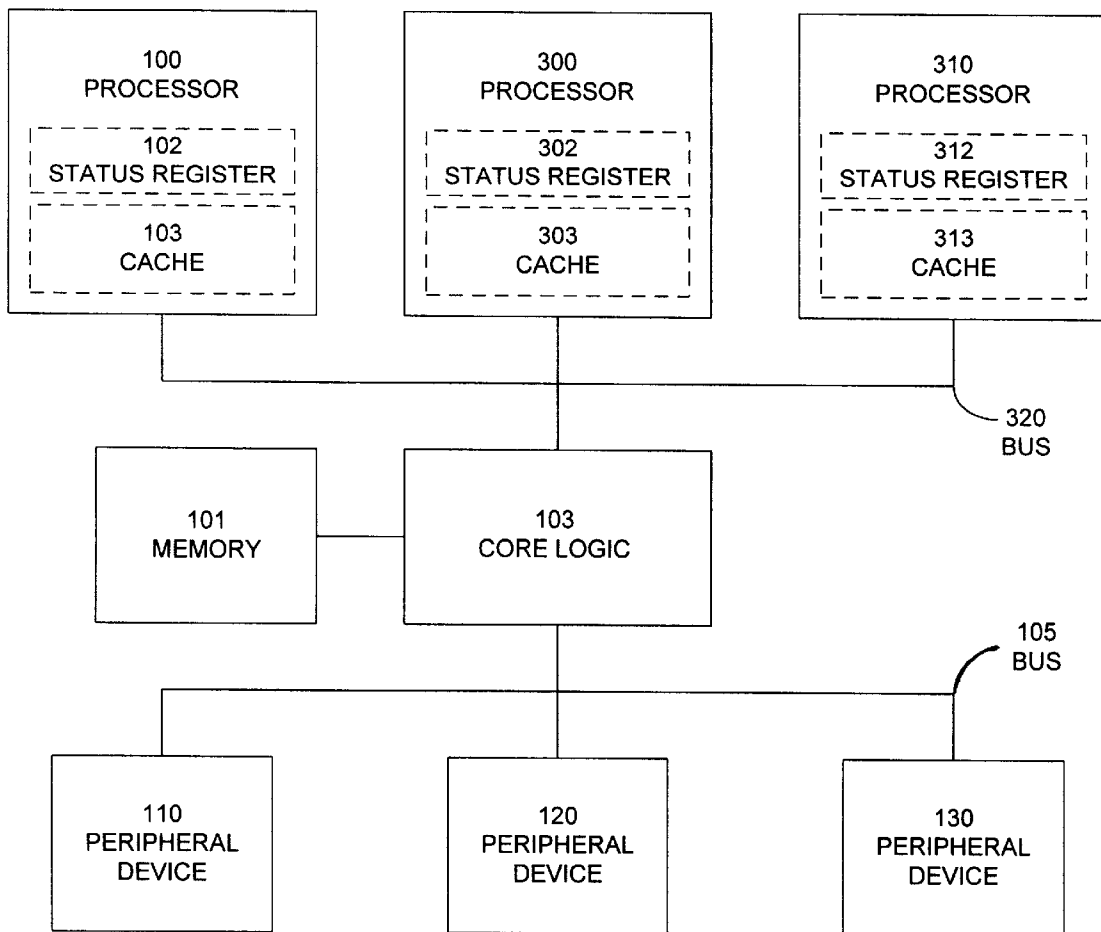 100
PROCESSOR
102
STATUS REGISTER
103
CACHE
300
PROCESSOR
302
STATUS REGISTER
303
CACHE
310
PROCESSOR
312
STATUS REGISTER
313
CACHE
320
BUS
101
MEMORY
103
CORE LOGIC
105
BUS
110
PERIPHERAL
DEVICE
120
PERIPHERAL
DEVICE
130
PERIPHERAL
DEVICE